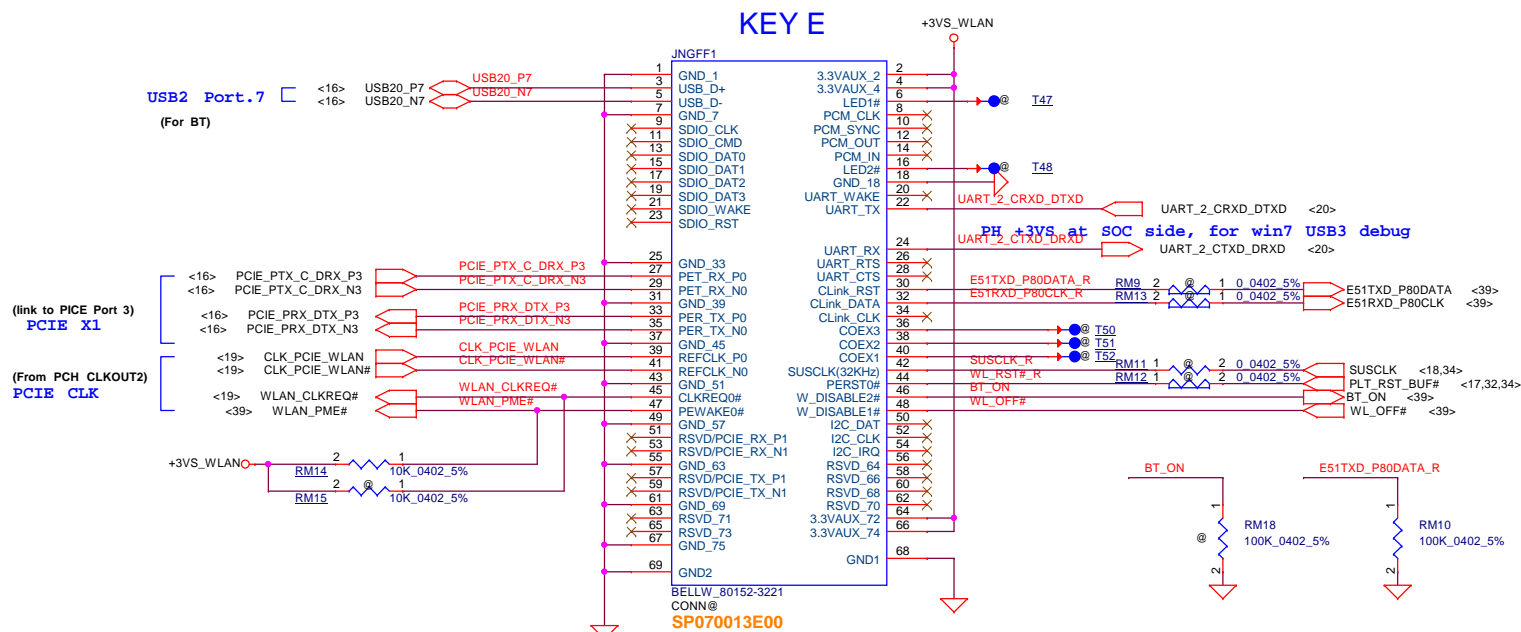 KEY E
+3VS_WLAN
JNGFF1
USB2 Port.7
(For BT)
<16> USB20_P7 USB20_P7
<16> USB20_N7 USB20_N7
1 GND_1
3 USB_D+
5 USB_D-
7 GND_7
9 SDIO_CLK
11 SDIO_CMD
13 SDIO_DAT0
15 SDIO_DAT1
17 SDIO_DAT2
19 SDIO_DAT3
21 SDIO_WAKE
23 SDIO_RST
25 GND_33
27 PET_RX_P0
29 PET_RX_N0
31 GND_39
33 PER_TX_P0
35 PER_TX_N0
37 GND_45
39 REFCLK_P0
41 REFCLK_N0
43 GND_51
45 CLKREQ0#
47 PEWAKE0#
49 GND_57
51 RSVD/PCIE_RX_P1
53 RSVD/PCIE_RX_N1
55 GND_63
57 RSVD/PCIE_TX_P1
59 RSVD/PCIE_TX_N1
61 GND_69
63 RSVD_71
65 RSVD_73
67 GND_75
69 GND2
3.3VAUX_2 2
3.3VAUX_4 4
LED1# 6 @ T47
PCM_CLK 8
PCM_SYNC 10
PCM_OUT 12
PCM_IN 14
LED2# 16 @ T48
GND_18 18
UART_WAKE 20
UART_TX 22 UART_2_CRXD_DTXD UART_2_CRXD_DTXD <20>
PH +3VS at SOC side, for win7 USB3 debug
UART_RX 24 UART_2_CTXD_DRXD UART_2_CTXD_DRXD <20>
UART_RTS 26
UART_CTS 28
CLink_RST 30 E51TXD_P80DATA_R RM9 2 @ 1 0_0402_5% E51TXD_P80DATA <39>
CLink_DATA 32 E51RXD_P80CLK_R RM13 2 @ 1 0_0402_5% E51RXD_P80CLK <39>
CLink_CLK 34
COEX3 36 @ T50
COEX2 38 @ T51
COEX1 40 @ T52
SUSCLK(32KHz) 42 SUSCLK_R RM11 1 @ 2 0_0402_5% SUSCLK <18,34>
PERST0# 44 WL_RST#_R RM12 1 @ 2 0_0402_5% PLT_RST_BUF# <17,32,34>
W_DISABLE2# 46 BT_ON BT_ON <39>
W_DISABLE1# 48 WL_OFF# WL_OFF# <39>
I2C_DAT 50
I2C_CLK 52
I2C_IRQ 54
RSVD_64 56
RSVD_66 58
RSVD_68 60
RSVD_70 62
3.3VAUX_72 64
3.3VAUX_74 66
GND1 68
(link to PICE Port 3)
PCIE X1
<16> PCIE_PTX_C_DRX_P3 PCIE_PTX_C_DRX_P3
<16> PCIE_PTX_C_DRX_N3 PCIE_PTX_C_DRX_N3
<16> PCIE_PRX_DTX_P3 PCIE_PRX_DTX_P3
<16> PCIE_PRX_DTX_N3 PCIE_PRX_DTX_N3
(From PCH CLKOUT2)
PCIE CLK
<19> CLK_PCIE_WLAN CLK_PCIE_WLAN
<19> CLK_PCIE_WLAN# CLK_PCIE_WLAN#
<19> WLAN_CLKREQ# WLAN_CLKREQ#
<39> WLAN_PME# WLAN_PME#
+3VS_WLAN
RM14 2 1 10K_0402_5%
RM15 2 @ 1 10K_0402_5%
BT_ON
1
@ RM18
100K_0402_5%
2
E51TXD_P80DATA_R
1
RM10
100K_0402_5%
2
BELLW_80152-3221
CONN@
SP070013E00